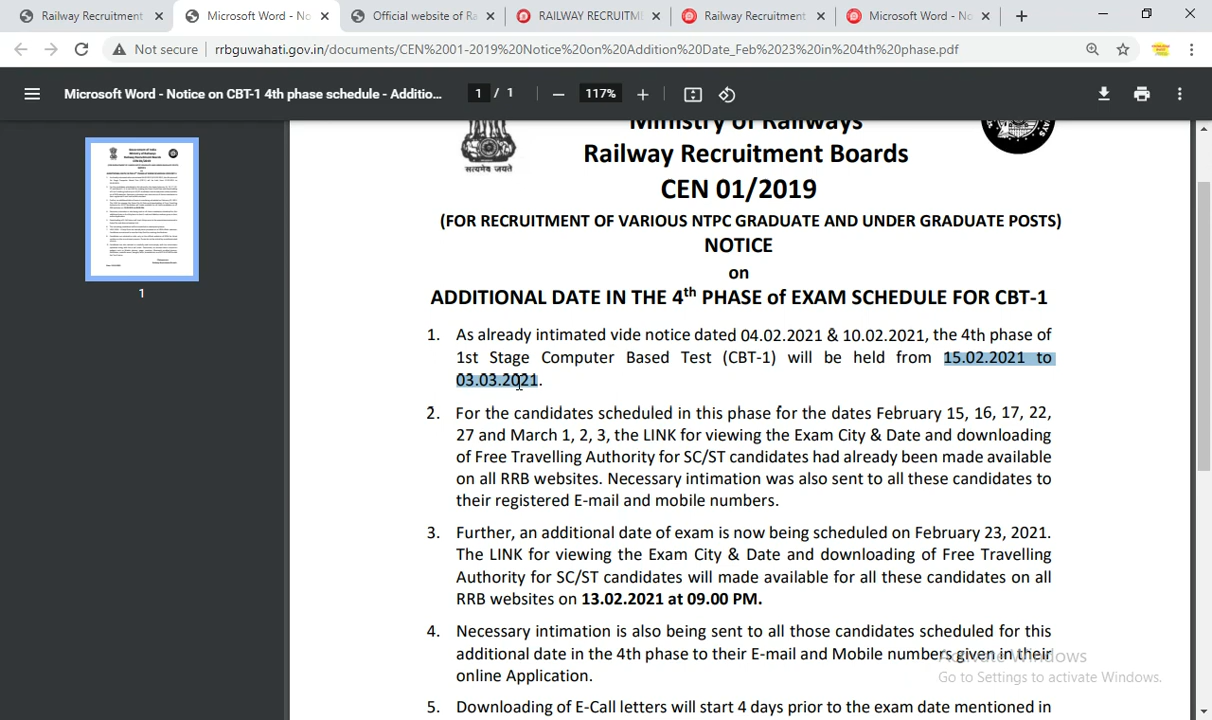 Railway Recruitment
Microsoft Word - No
Official website of Ra
RAILWAY RECRUITM
Railway Recruitment
Microsoft Word - No
Not secure
rrbguwahati.gov.in/documents/CEN%2001-2019%20Notice%20on%20Addition%20Date_Feb%2023%20in%204th%20phase.pdf
Microsoft Word - Notice on CBT-1 4th phase schedule - Additio...
1 / 1
117%
1
Ministry of Railways
Railway Recruitment Boards
सत्यमेव जयते
CEN 01/2019
(FORRECRUITMENT OF VARIOUS NTPC GRADUATE AND UNDER GRADUATE POSTS)
NOTICE
on
ADDITIONAL DATE IN THE 4th PHASE of EXAM SCHEDULE FOR CBT-1
1. As already intimated vide notice dated 04.02.2021 & 10.02.2021, the 4th phase of
1st Stage Computer Based Test (CBT-1) will be held from 15.02.2021 to
03.03.2021.
2. For the candidates scheduled in this phase for the dates February 15, 16, 17, 22,
27 and March 1, 2, 3, the LINK for viewing the Exam City & Date and downloading
of Free Travelling Authority for SC/ST candidates had already been made available
on all RRB websites. Necessary intimation was also sent to all these candidates to
their registered E-mail and mobile numbers.
3. Further, an additional date of exam is now being scheduled on February 23, 2021.
The LINK for viewing the Exam City & Date and downloading of Free Travelling
Authority for SC/ST candidates will made available for all these candidates on all
RRB websites on 13.02.2021 at 09.00 PM.
4. Necessary intimation is also being sent to all those candidates scheduled for this
additional date in the 4th phase to their E-mail and Mobile numbers given in their
online Application.
Activate Windows
Go to Settings to activate Windows.
5. Downloading of E-Call letters will start 4 days prior to the exam date mentioned in